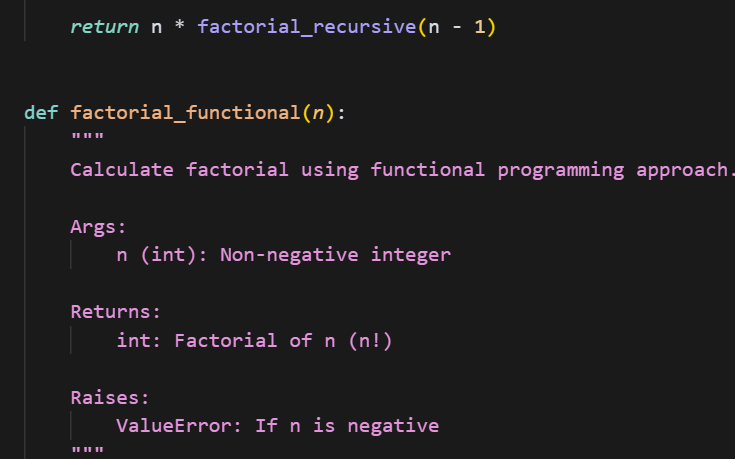 return n * factorial_recursive(n - 1)
def factorial_functional(n):
"""
Calculate factorial using functional programming approach.
Args:
n (int): Non-negative integer
Returns:
int: Factorial of n (n!)
Raises:
ValueError: If n is negative
"""